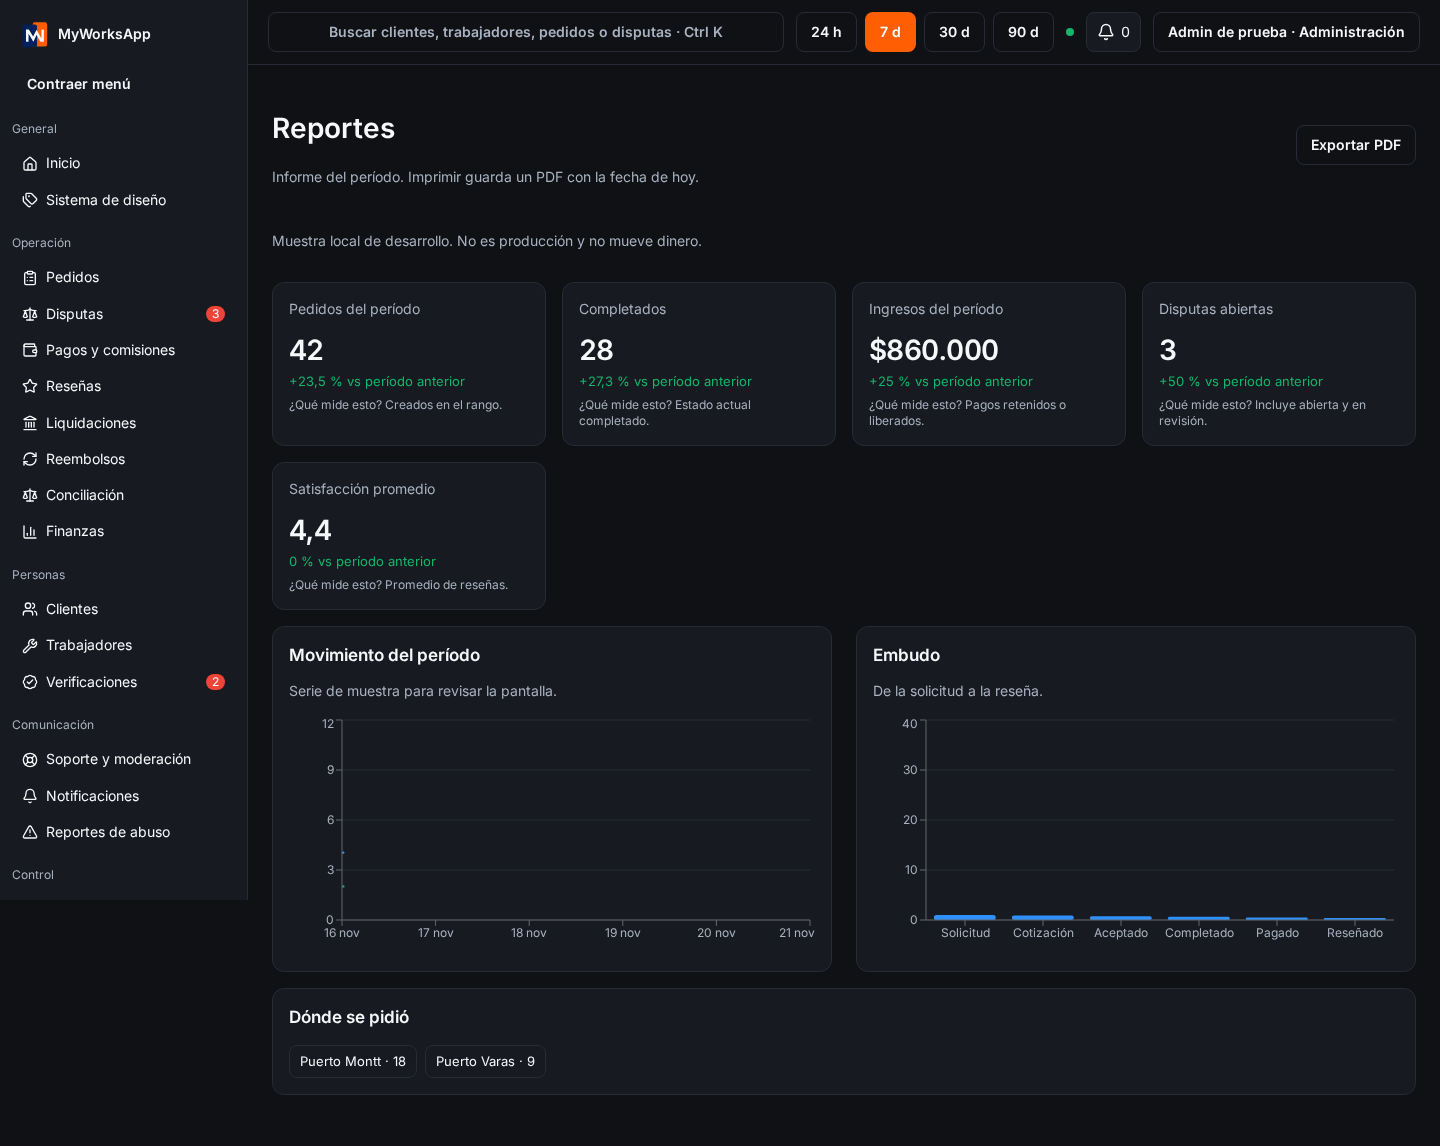 MyWorksApp
Contraer menú
General
Inicio
Sistema de diseño
Operación
Pedidos
Disputas 3
Pagos y comisiones
Reseñas
Liquidaciones
Reembolsos
Conciliación
Finanzas
Personas
Clientes
Trabajadores
Verificaciones 2
Comunicación
Soporte y moderación
Notificaciones
Reportes de abuso
Control
Buscar clientes, trabajadores, pedidos o disputas · Ctrl K
24 h
7 d
30 d
90 d
0
Admin de prueba · Administración
Reportes
Exportar PDF
Informe del período. Imprimir guarda un PDF con la fecha de hoy.
Muestra local de desarrollo. No es producción y no mueve dinero.
Pedidos del período
42
+23,5 % vs período anterior
¿Qué mide esto? Creados en el rango.
Completados
28
+27,3 % vs período anterior
¿Qué mide esto? Estado actual
completado.
Ingresos del período
$860.000
+25 % vs período anterior
¿Qué mide esto? Pagos retenidos o
liberados.
Disputas abiertas
3
+50 % vs período anterior
¿Qué mide esto? Incluye abierta y en
revisión.
Satisfacción promedio
4,4
0 % vs período anterior
¿Qué mide esto? Promedio de reseñas.
Movimiento del período
Serie de muestra para revisar la pantalla.
12
9
6
3
0
16 nov 17 nov 18 nov 19 nov 20 nov 21 nov
Embudo
De la solicitud a la reseña.
40
30
20
10
0
Solicitud Cotización Aceptado Completado Pagado Reseñado
Dónde se pidió
Puerto Montt · 18
Puerto Varas · 9